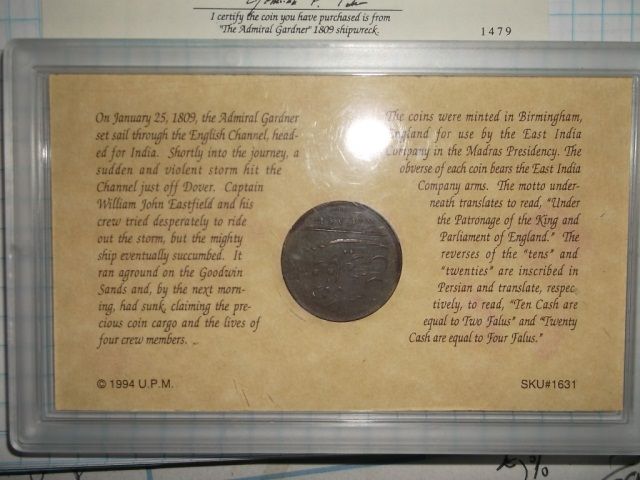 I certify the coin you have purchased is from
"The Admiral Gardner" 1809 shipwreck.
1479
On January 25, 1809, the Admiral Gardner
set sail through the English Channel, head-
ed for India. Shortly into the journey, a
sudden and violent storm hit the
Channel just off Dover. Captain
William John Eastfield and his
crew tried desperately to ride
out the storm, but the mighty
ship eventually succumbed. It
ran aground on the Goodwin
Sands and, by the next morn-
ing, had sunk, claiming the pre-
cious coin cargo and the lives of
four crew members.
The coins were minted in Birmingham,
England for use by the East India
Company in the Madras Presidency. The
obverse of each coin bears the East India
Company arms. The motto under-
neath translates to read, "Under
the Patronage of the King and
Parliament of England." The
reverses of the "tens" and
"twenties" are inscribed in
Persian and translate, respec-
tively, to read, "Ten Cash are
equal to Two Falus" and "Twenty
Cash are equal to Four Falus."
© 1994 U.P.M.
SKU#1631